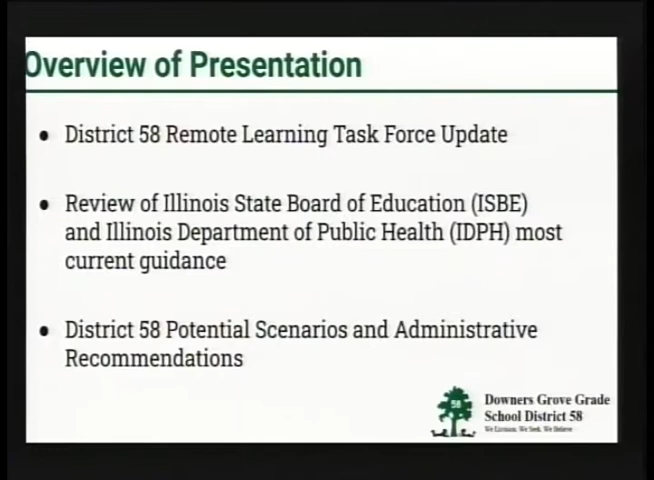 Overview of Presentation
● District 58 Remote Learning Task Force Update
● Review of Illinois State Board of Education (ISBE)
and Illinois Department of Public Health (IDPH) most
current guidance
● District 58 Potential Scenarios and Administrative
Recommendations
58
Downers Grove Grade
School District 58